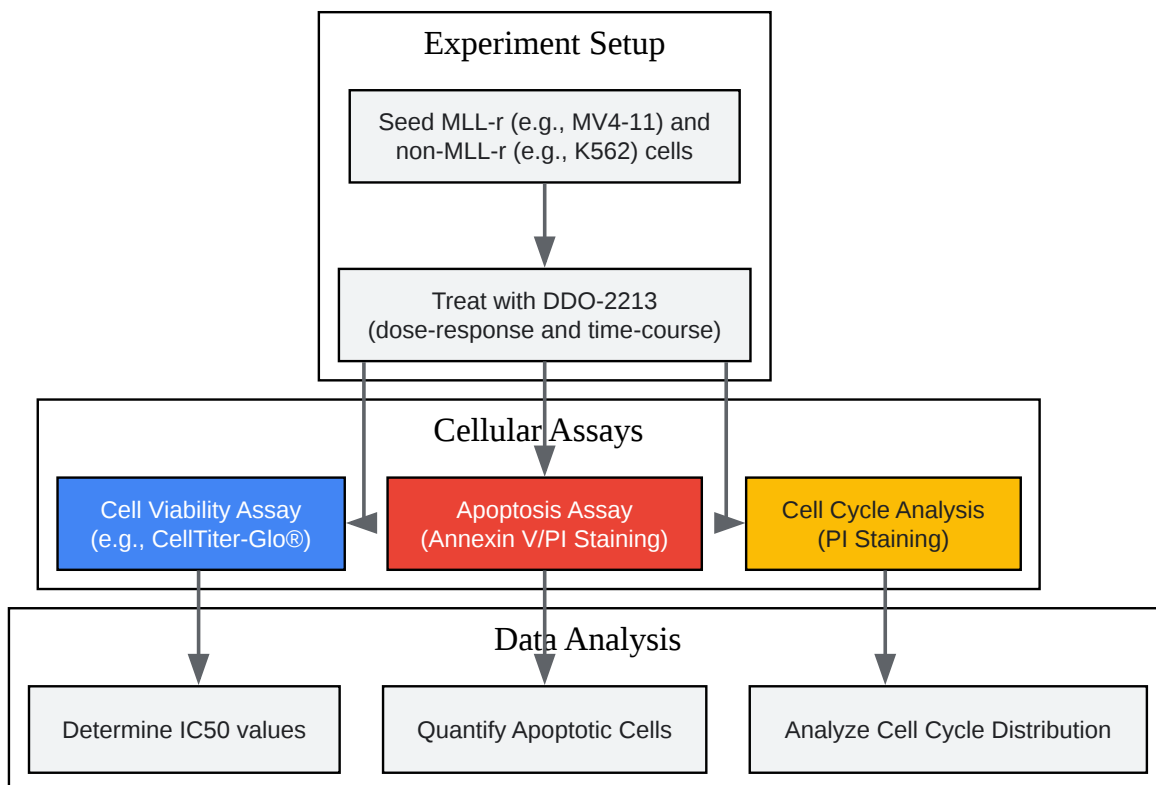 Experiment Setup
Seed MLL-r (e.g., MV4-11) and
non-MLL-r (e.g., K562) cells
Treat with DDO-2213
(dose-response and time-course)
Cellular Assays
Cell Viability Assay
(e.g., CellTiter-Glo®)
Apoptosis Assay
(Annexin V/PI Staining)
Cell Cycle Analysis
(PI Staining)
Data Analysis
Determine IC50 values
Quantify Apoptotic Cells
Analyze Cell Cycle Distribution